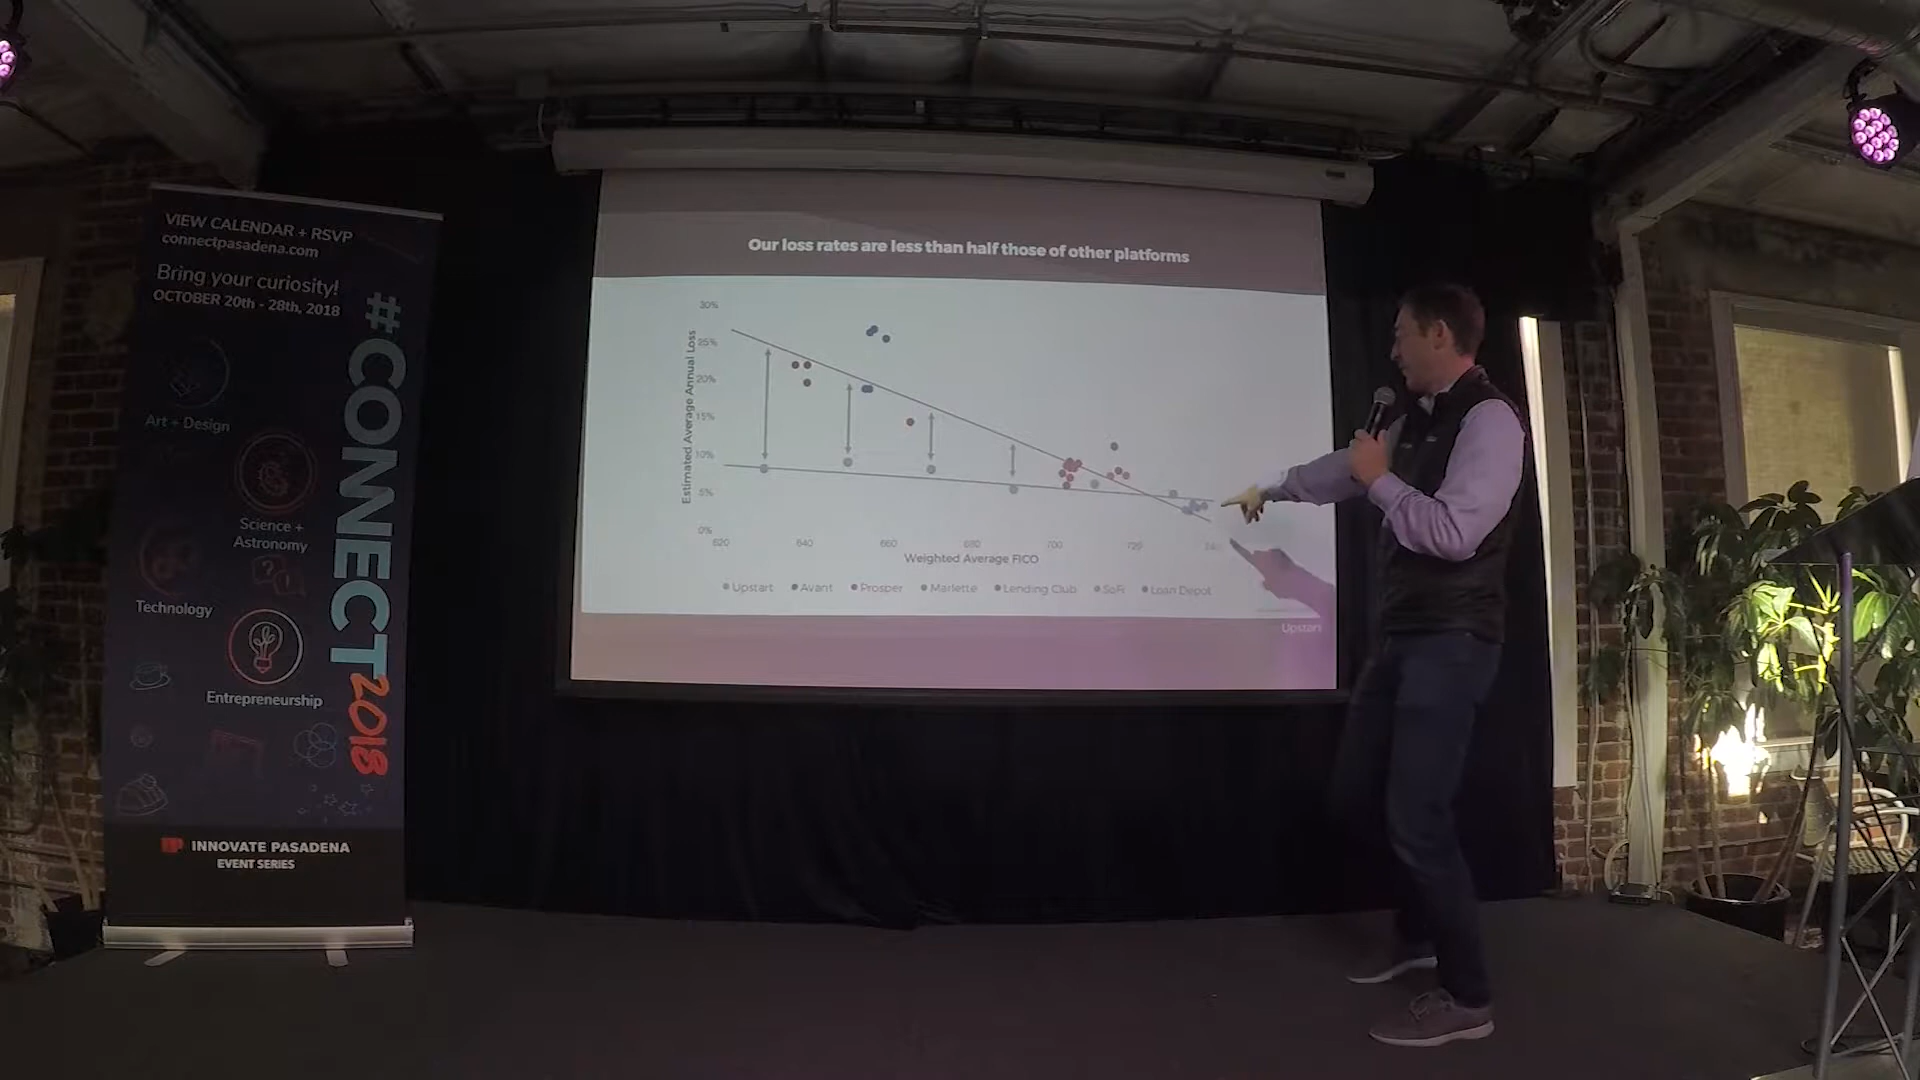 VIEW CALENDAR + RSVP
connectpasadena.com
Bring your curiosity!
OCTOBER 20th - 28th, 2018
#CONNECT2018
Art + Design
Science +
Astronomy
Technology
Entrepreneurship
IP INNOVATE PASADENA
EVENT SERIES
Our loss rates are less than half those of other platforms
Estimated Average Annual Loss
30%
25%
20%
15%
10%
5%
0%
620 640 660 680 700 720 740
Weighted Average FICO
Upstart Avant Prosper Marlette Lending Club SoFi Loan Depot
Upstart